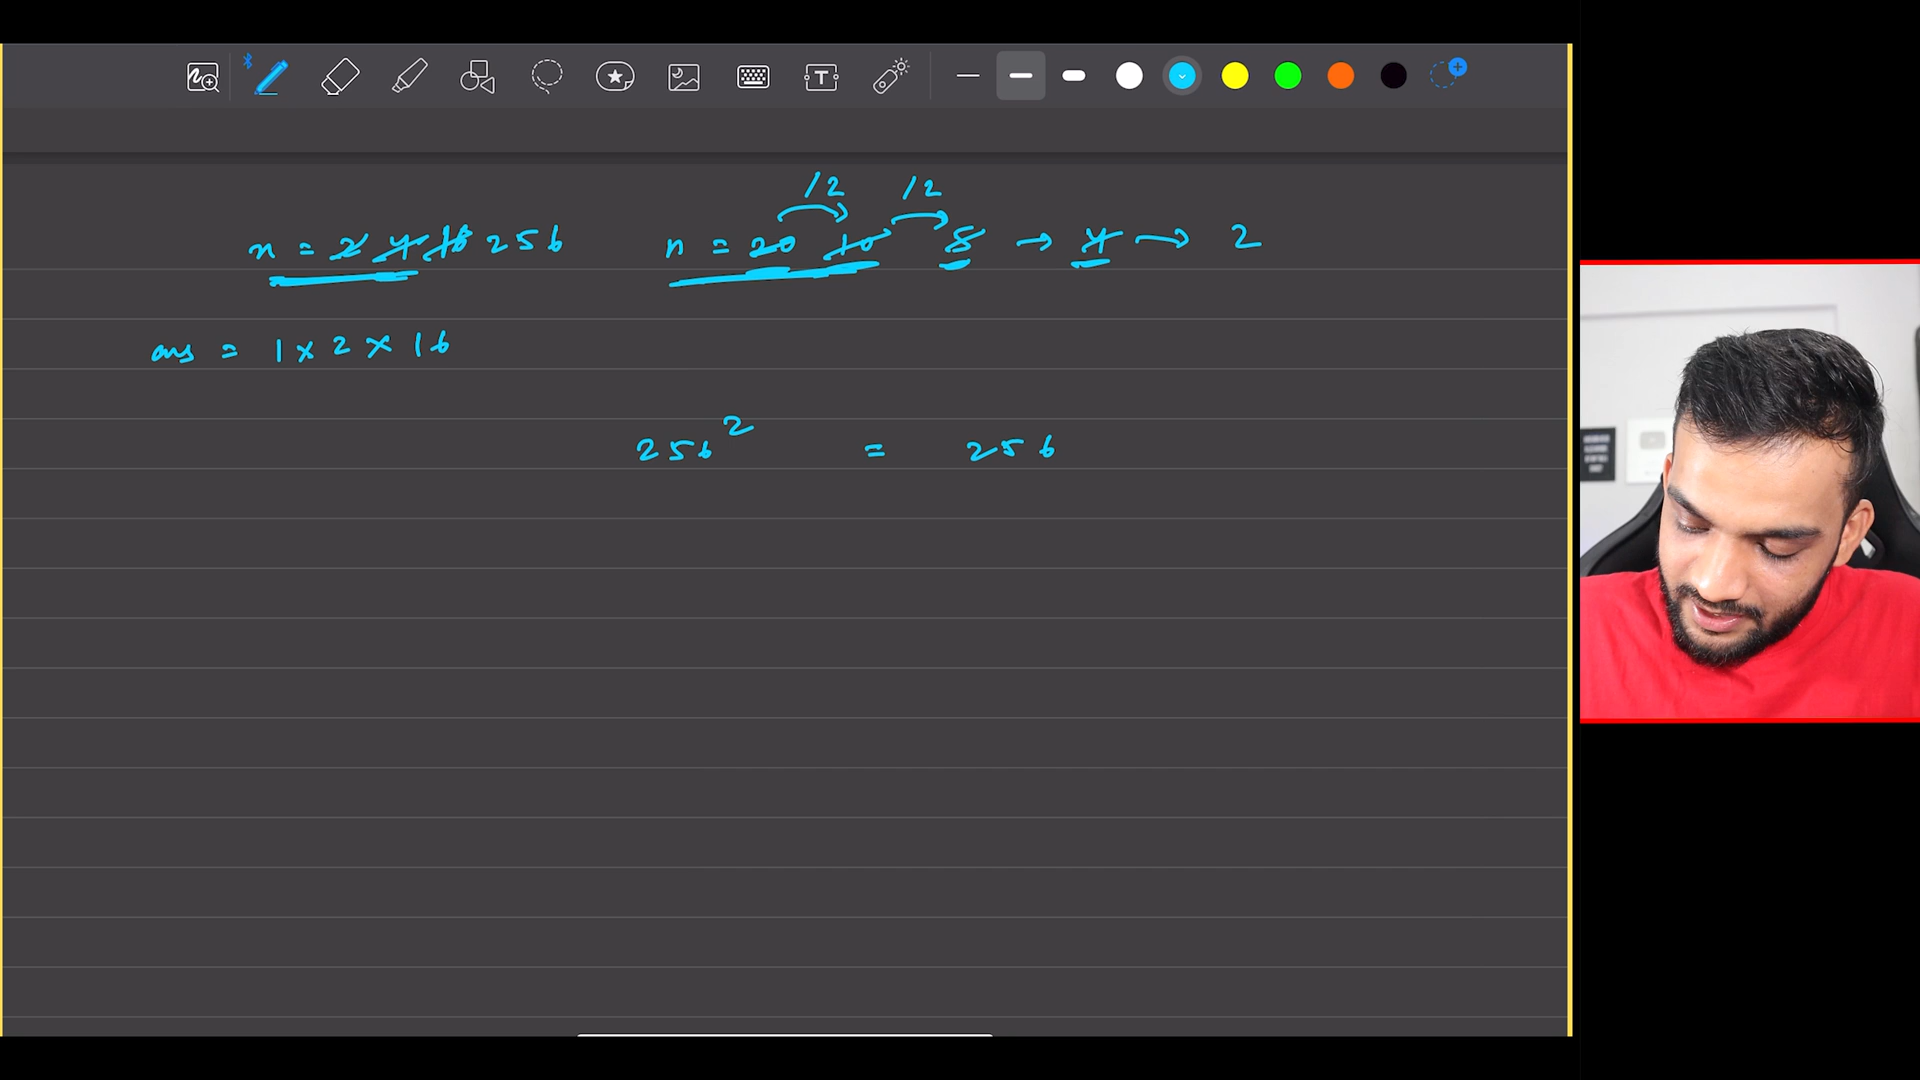 /2 /2
x = 2 4 16 256 n = 20 10 5 → 4 → 2
ans = 1 x 2 x 16
256² = 256